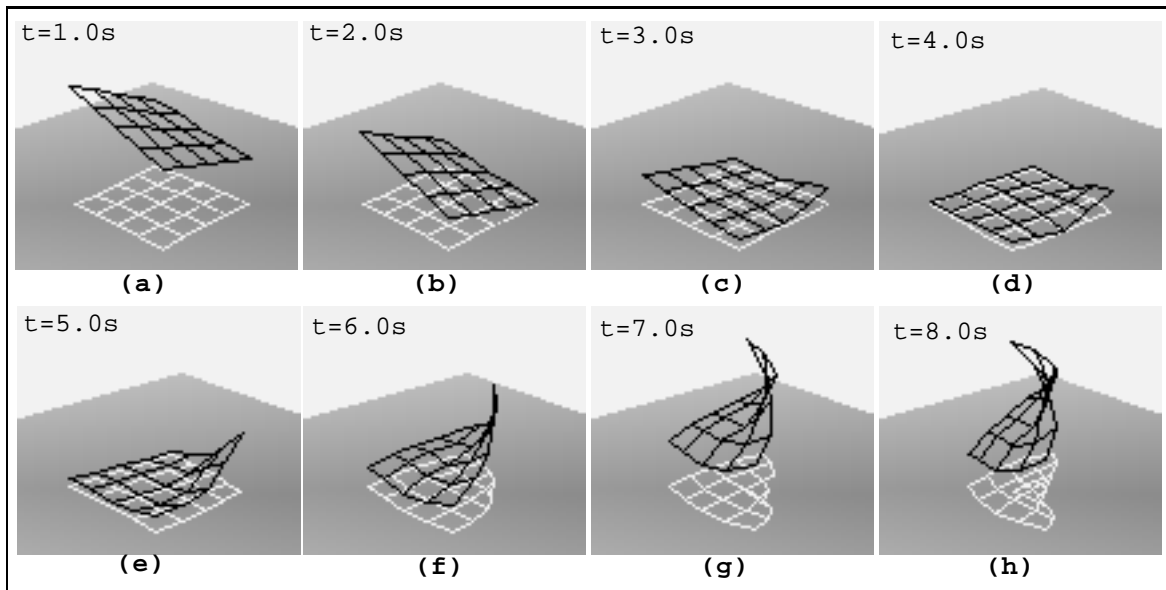 t=1.0s t=2.0s t=3.0s t=4.0s
(a) (b) (c) (d)
t=5.0s t=6.0s t=7.0s t=8.0s
(e) (f) (g) (h)